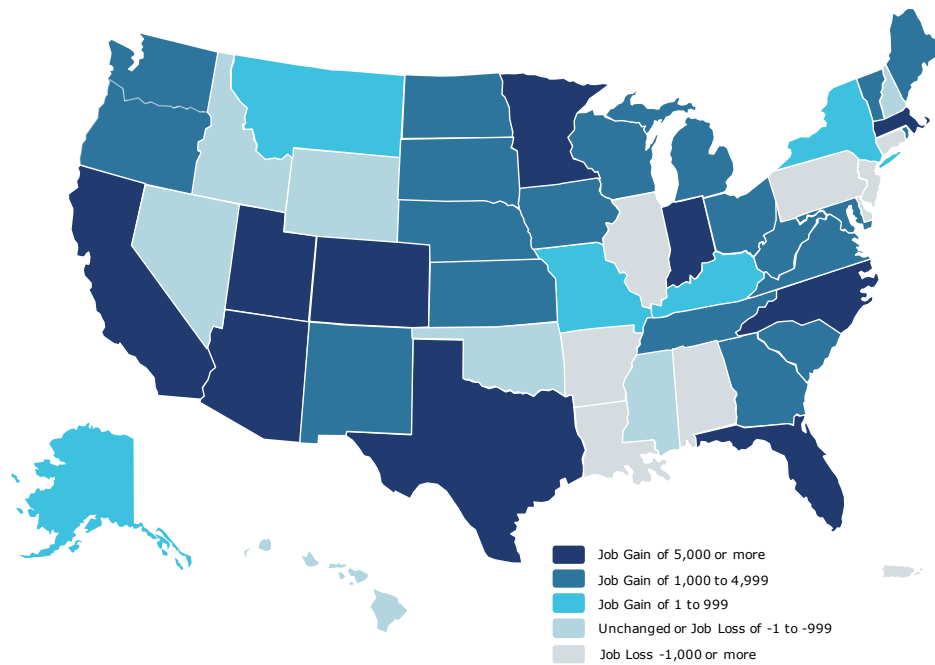 Job Gain of 5,000 or more
Job Gain of 1,000 to 4,999
Job Gain of 1 to 999
Unchanged or Job Loss of -1 to -999
Job Loss -1,000 or more